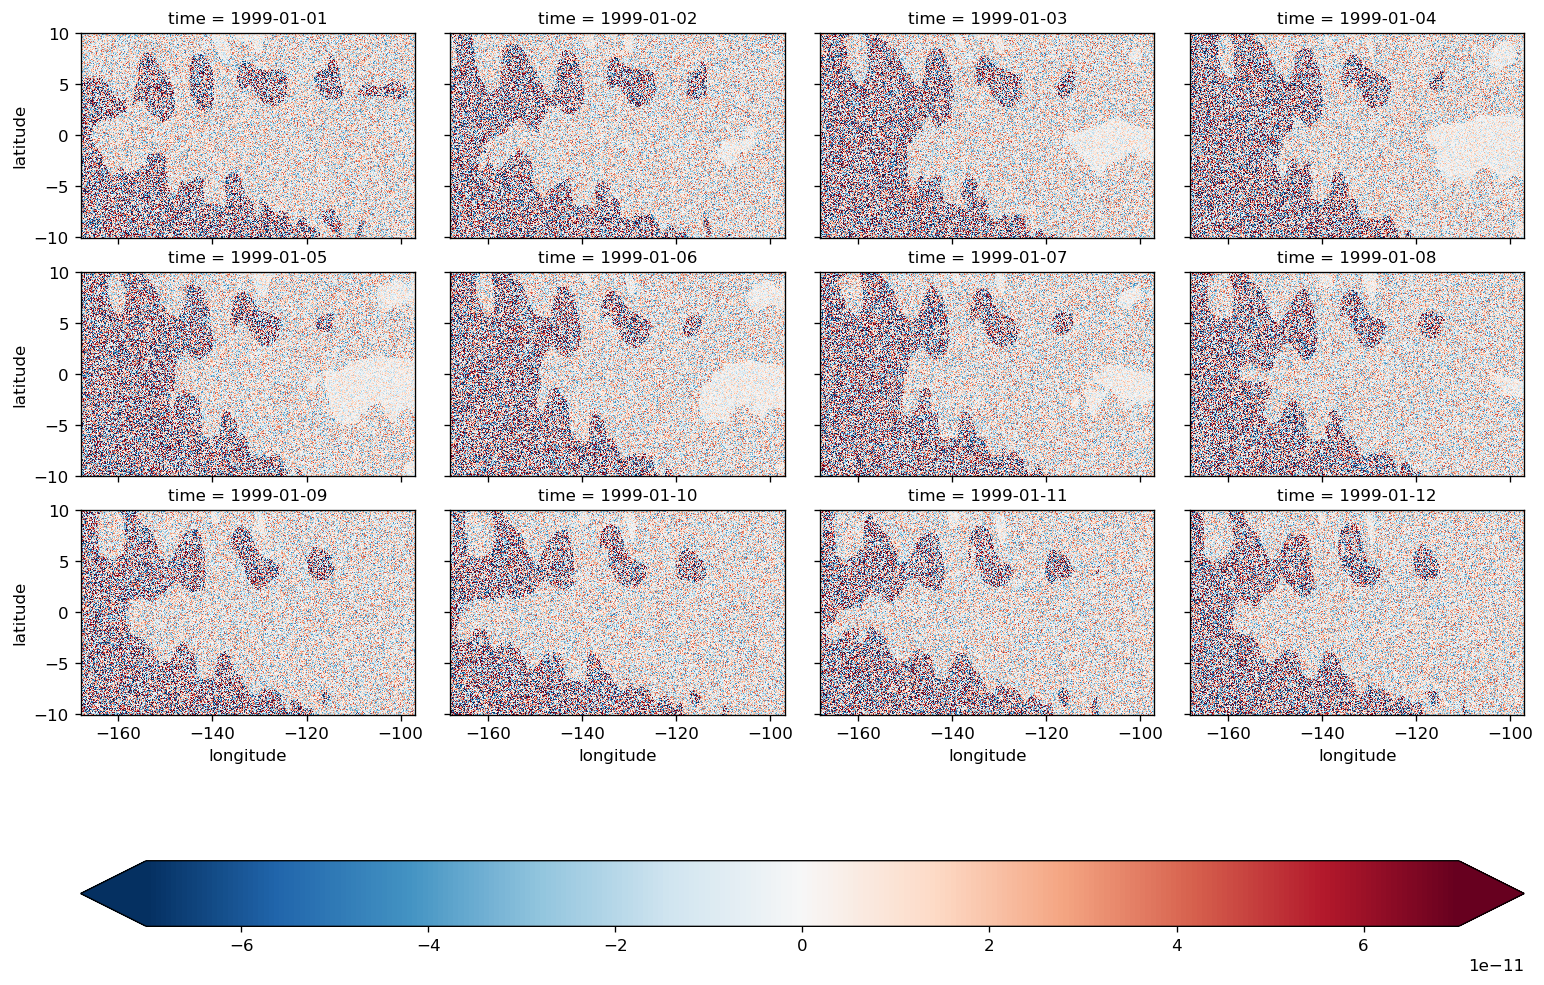 time = 1999-01-01 time = 1999-01-02 time = 1999-01-03 time = 1999-01-04
10
5
0
−5
−10
latitude
time = 1999-01-05 time = 1999-01-06 time = 1999-01-07 time = 1999-01-08
10
5
0
−5
−10
latitude
time = 1999-01-09 time = 1999-01-10 time = 1999-01-11 time = 1999-01-12
10
5
0
−5
−10
latitude
−160 −140 −120 −100 −160 −140 −120 −100 −160 −140 −120 −100 −160 −140 −120 −100
longitude longitude longitude longitude
−6 −4 −2 0 2 4 6
1e−11